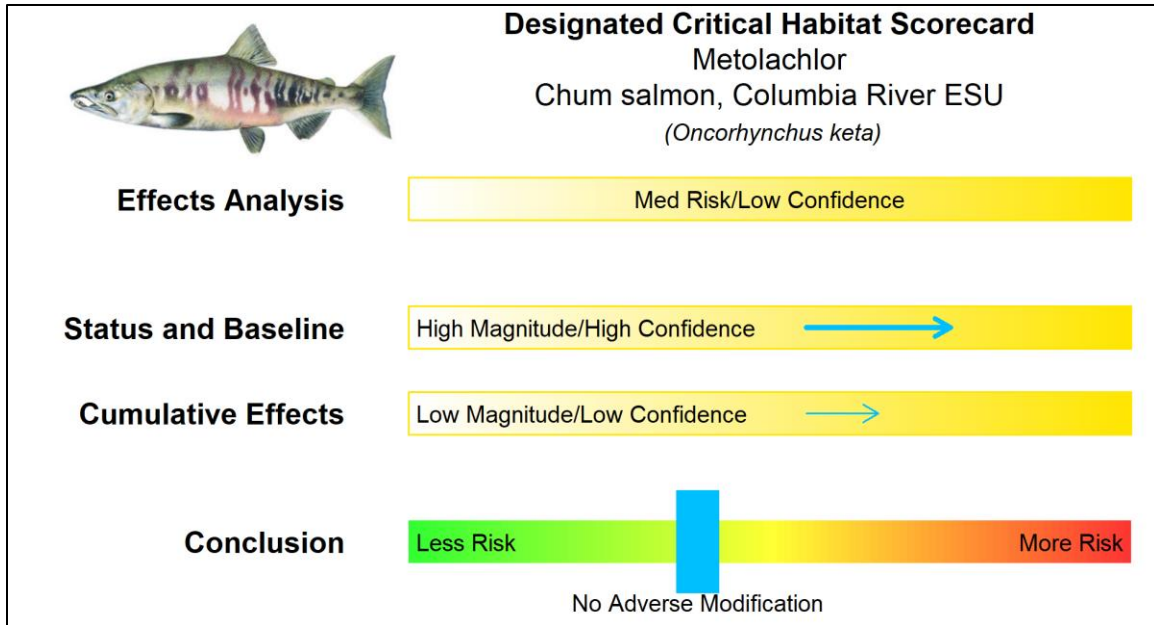 Designated Critical Habitat Scorecard
Metolachlor
Chum salmon, Columbia River ESU
(Oncorhynchus keta)
Effects Analysis
Med Risk/Low Confidence
Status and Baseline
High Magnitude/High Confidence
Cumulative Effects
Low Magnitude/Low Confidence
Conclusion
Less Risk
More Risk
No Adverse Modification